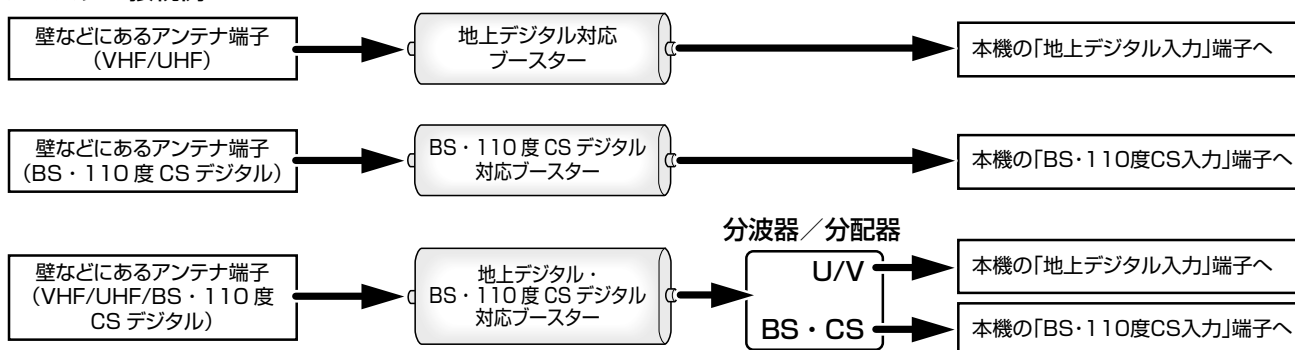 壁などにあるアンテナ端子
（VHF/UHF）
地上デジタル対応
ブースター
本機の「地上デジタル入力」端子へ
壁などにあるアンテナ端子
（BS・110度CSデジタル）
BS・110度CSデジタル
対応ブースター
本機の「BS・110度CS入力」端子へ
分波器／分配器
壁などにあるアンテナ端子
（VHF/UHF/BS・110度
CSデジタル）
地上デジタル・
BS・110度CSデジタル
対応ブースター
U/V
BS・CS
本機の「地上デジタル入力」端子へ
本機の「BS・110度CS入力」端子へ